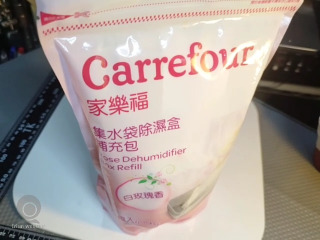 Carrefour
家樂福
集水袋除濕盒
補充包
Dehumidifier
Refill
白玫瑰香